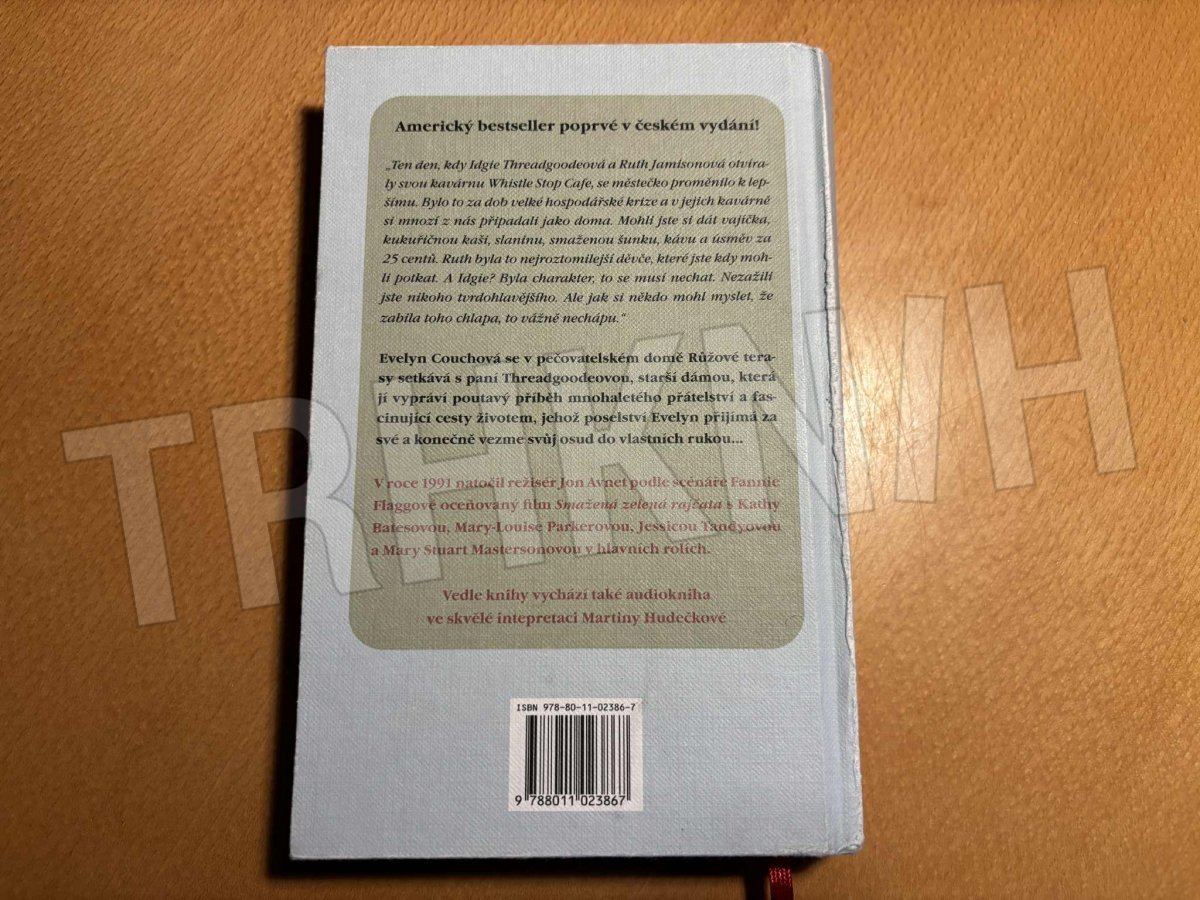 Americký bestseller poprvé v českém vydání!
„Ten den, kdy Idgie Threadgoodeová a Ruth Jamisonová otvíra-
ly svou kavárnu Whistle Stop Cafe, se městečko proměnilo k lep-
šímu. Bylo to za dob velké hospodářské krize a v jejich kavárně
si mnozí z nás připadali jako doma. Mohli jste si dát vajíčka,
kukuřičnou kaši, slaninu, smaženou šunku, kávu a úsměv za
25 centů. Ruth byla to nejroztomilejší děvče, které jste kdy moh-
li potkat. A Idgie? Byla charakter, to se musí nechat. Nezažili
jste nikoho tvrdohlavějšího. Ale jak si někdo mohl myslet, že
zabila toho chlapa, to vážně nechápu.“
Evelyn Couchová se v pečovatelském domě Růžové tera-
sy setkává s paní Threadgoodeovou, starší dámou, která
jí vypráví poutavý příběh mnohaletého přátelství a fas-
cinující cesty životem, jehož poselství Evelyn přijímá za
své a konečně vezme svůj osud do vlastních rukou...
V roce 1991 natočil režisér Jon Avnet podle scénáře Fannie
Flaggové oceňovaný film Smažená zelená rajčata s Kathy
Batesovou, Mary-Louise Parkerovou, Jessicou Tandyovou
a Mary Stuart Mastersonovou v hlavních rolích.
Vedle knihy vychází také audiokniha
ve skvělé intepretaci Martiny Hudečkové
ISBN 978-80-11-02386-7
9 788011 023867
TRHKNIH